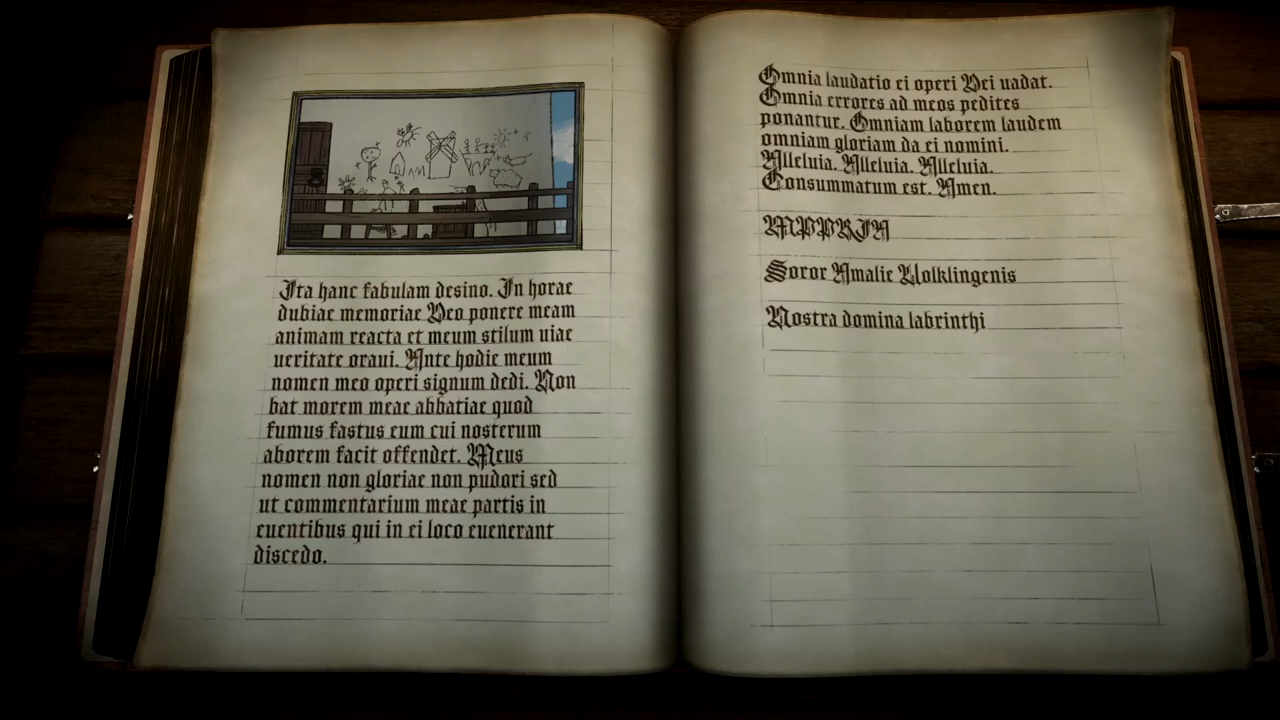 Ita hanc fabulam desino. In horae
dubiae memoriae Deo ponere meam
animam reacta et meum stilum uiae
ueritate oraui. Ante hodie meum
nomen meo operi signum dedi. Non
bat morem meae abbatiae quod
fumus fastus eum cui nosterum
aborem facit offendet. Meus
nomen non gloriae non pudori sed
ut commentarium meae partis in
euentibus qui in ei loco euenerant
discedo.
Omnia laudatio ei operi Dei uadat.
Omnia errores ad meos pedites
ponantur. Omniam laborem laudem
omniam gloriam da ei nomini.
Alleluia. Alleluia. Alleluia.
Consummatum est. Amen.
MPPRIA
Soror Amalie Volklingenis
Nostra domina labrinthi